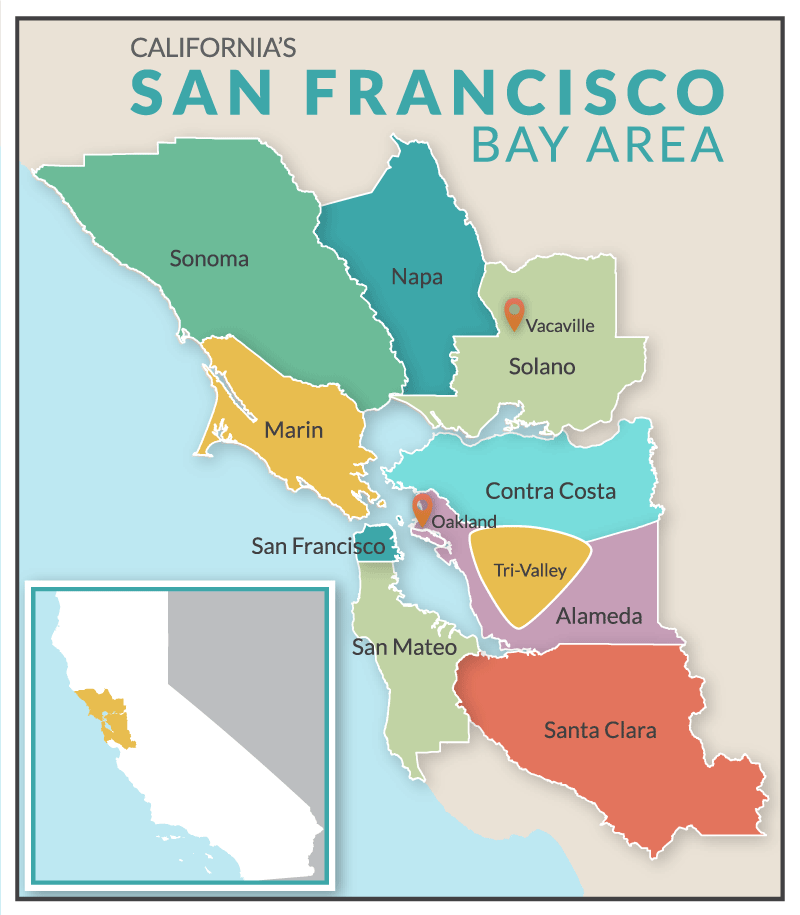 CALIFORNIA'S
SAN FRANCISCO
BAY AREA
Sonoma
Napa
Vacaville
Solano
Marin
Contra Costa
Oakland
San Francisco
Tri-Valley
Alameda
San Mateo
Santa Clara